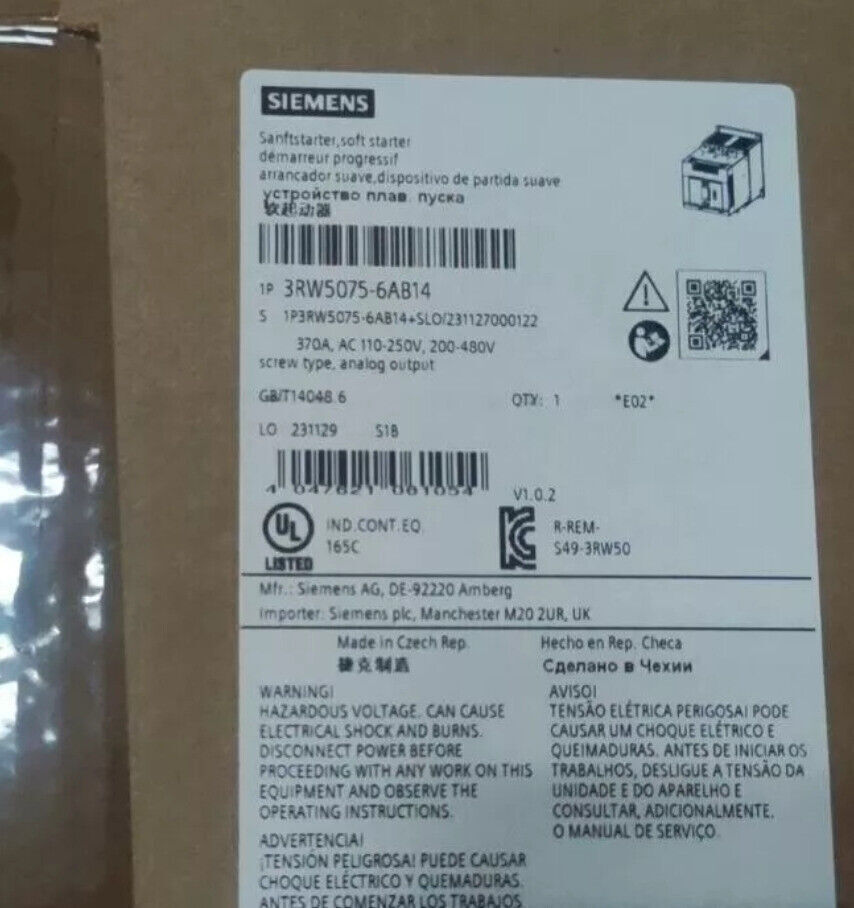 SIEMENS
Sanftstarter,soft starter
démarreur progressif
arrancador suave,dispositivo de partida suave
устройство плав. пуска
软起动器
1P 3RW5075-6AB14
S 1P3RW5075-6AB14+SLO/231127000122
370A, AC 110-250V, 200-480V
screw type, analog output
GB/T14048.6 QTY: 1 *E02*
LO 231129 S1B
4 047621 061054
V1.0.2
UL LISTED
IND.CONT.EQ.
165C
R-REM-
S49-3RW50
Mfr.: Siemens AG, DE-92220 Amberg
Importer: Siemens plc, Manchester M20 2UR, UK
Made in Czech Rep. Hecho en Rep. Checa
捷克制造 Сделано в Чехии
WARNING!
HAZARDOUS VOLTAGE. CAN CAUSE
ELECTRICAL SHOCK AND BURNS.
DISCONNECT POWER BEFORE
PROCEEDING WITH ANY WORK ON THIS
EQUIPMENT AND OBSERVE THE
OPERATING INSTRUCTIONS.
ADVERTENCIA!
¡TENSIÓN PELIGROSA! PUEDE CAUSAR
CHOQUE ELÉCTRICO Y QUEMADURAS.
ANTES DE COMENZAR LOS TRABAJOS
AVISO!
TENSÃO ELÉTRICA PERIGOSA! PODE
CAUSAR UM CHOQUE ELÉTRICO E
QUEIMADURAS. ANTES DE INICIAR OS
TRABALHOS, DESLIGUE A TENSÃO DA
UNIDADE E DO APARELHO E
CONSULTAR, ADICIONALMENTE,
O MANUAL DE SERVIÇO.